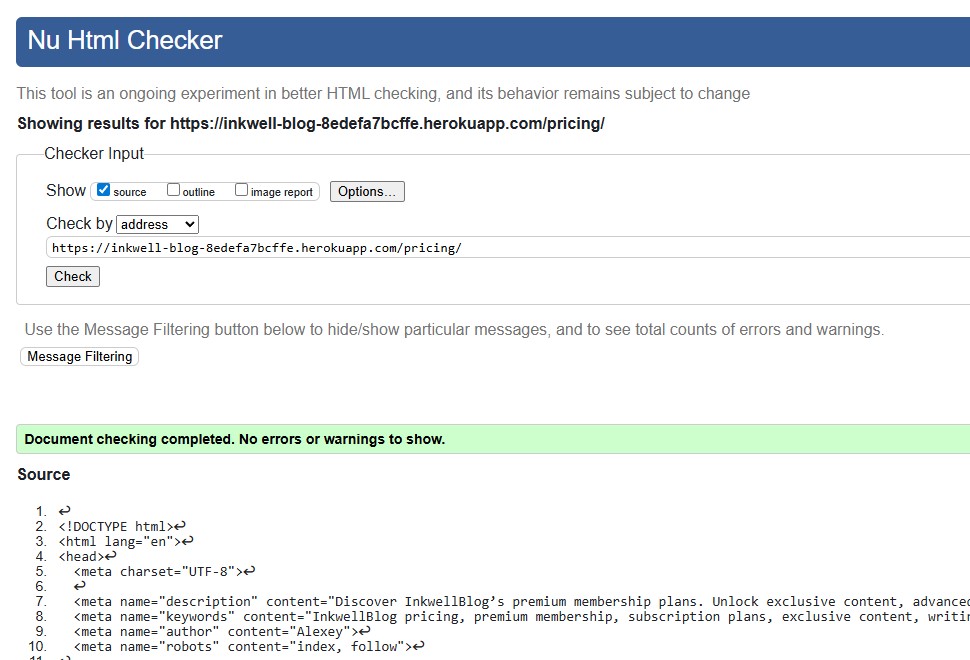 Nu Html Checker
This tool is an ongoing experiment in better HTML checking, and its behavior remains subject to change
Showing results for https://inkwell-blog-8edefa7bcffe.herokuapp.com/pricing/
Checker Input
Show source outline image report Options...
Check by address
https://inkwell-blog-8edefa7bcffe.herokuapp.com/pricing/
Check
Use the Message Filtering button below to hide/show particular messages, and to see total counts of errors and warnings.
Message Filtering
Document checking completed. No errors or warnings to show.
Source
1. ↩
2. <!DOCTYPE html>↩
3. <html lang="en">↩
4. <head>↩
5. <meta charset="UTF-8">↩
6. ↩
7. <meta name="description" content="Discover InkwellBlog’s premium membership plans. Unlock exclusive content, advanced
8. <meta name="keywords" content="InkwellBlog pricing, premium membership, subscription plans, exclusive content, writin
9. <meta name="author" content="Alexey">↩
10. <meta name="robots" content="index, follow">↩